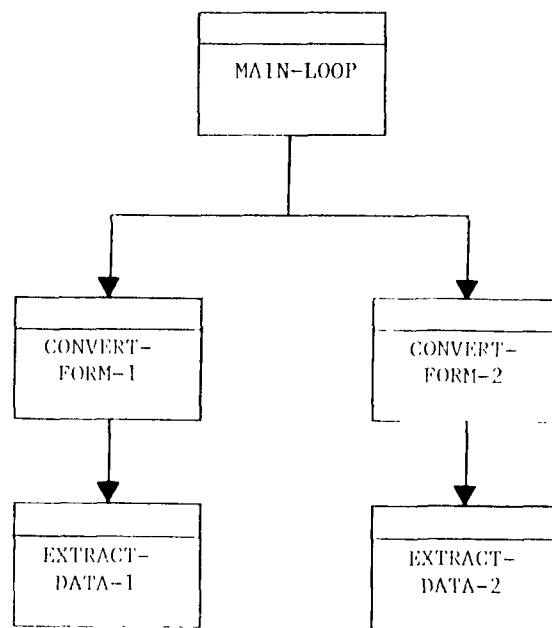 MAIN-LOOP
CONVERT-
FORM-1
CONVERT-
FORM-2
EXTRACT-
DATA-1
EXTRACT-
DATA-2